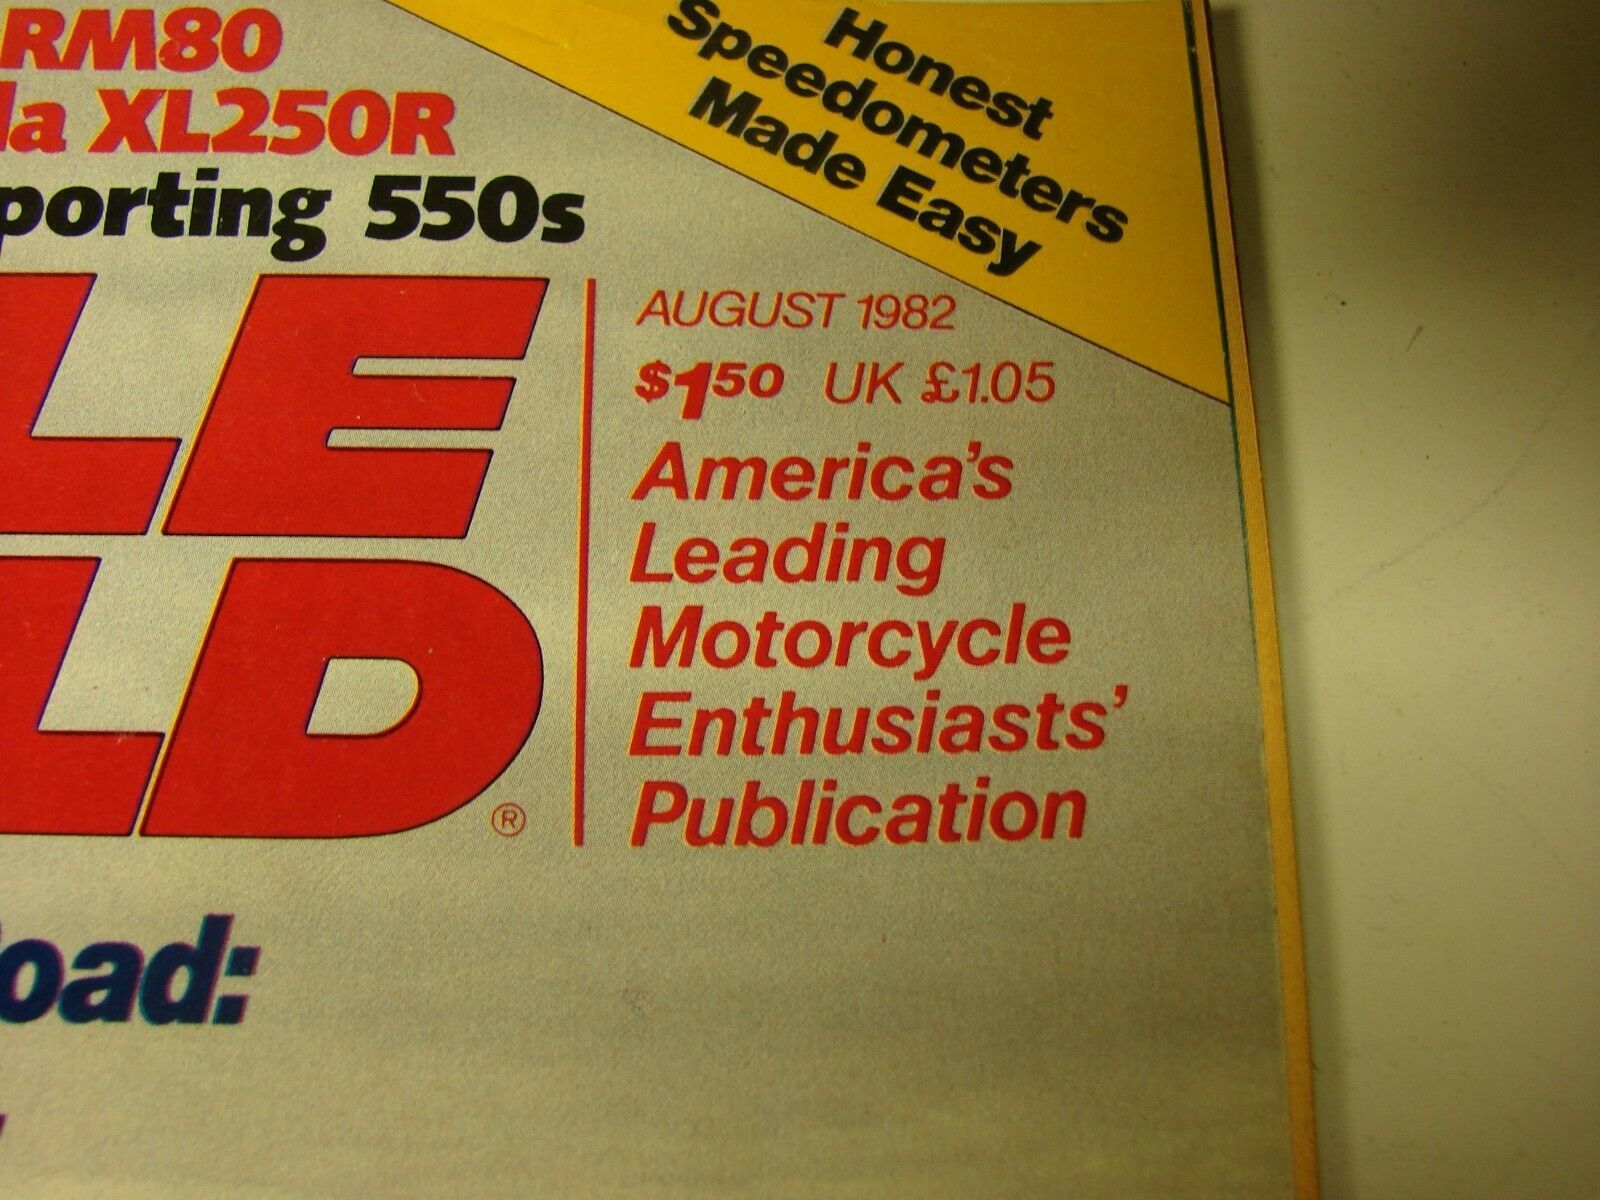 RM80
da XL250R
porting 550s
Honest
Speedometers
Made Easy
LE
LD
®
AUGUST 1982
$1.50 UK £1.05
America's
Leading
Motorcycle
Enthusiasts'
Publication
oad: